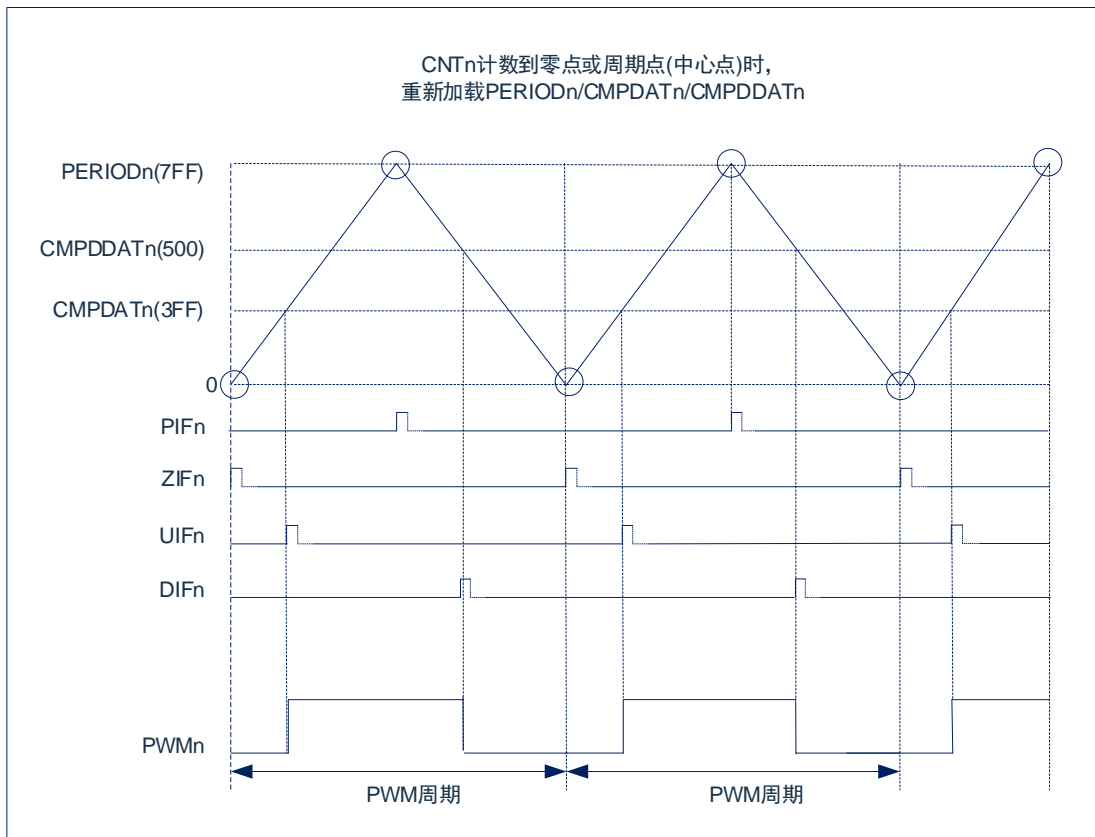 CNTn计数到零点或周期点(中心点)时，
重新加载PERIODn/CMPDATn/CMPDDATn
PERIODn(7FF)
CMPDDATn(500)
CMPDATn(3FF)
0
PIFn
ZIFn
UIFn
DIFn
PWMn
PWM周期
PWM周期